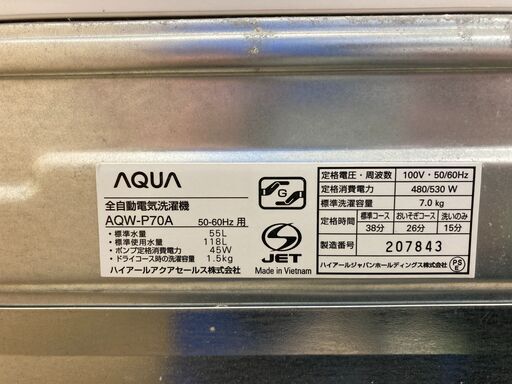 AQUA
全自動電気洗濯機
AQW-P70A 50-60Hz 用
・標準水量 55L
・標準使用水量 118L
・ポンプ定格消費電力 45W
・ドライコース時の洗濯容量 1.5kg
ハイアールアクアセールス株式会社
G
S
JET
Made in Vietnam
定格電圧・周波数 100V・50/60Hz
定格消費電力 480/530 W
標準洗濯容量 7.0 kg
定格時間 標準コース おいそぎコース 洗いのみ
38分 26分 15分
製造番号 207843
ハイアールジャパンホールディングス株式会社
PS
E